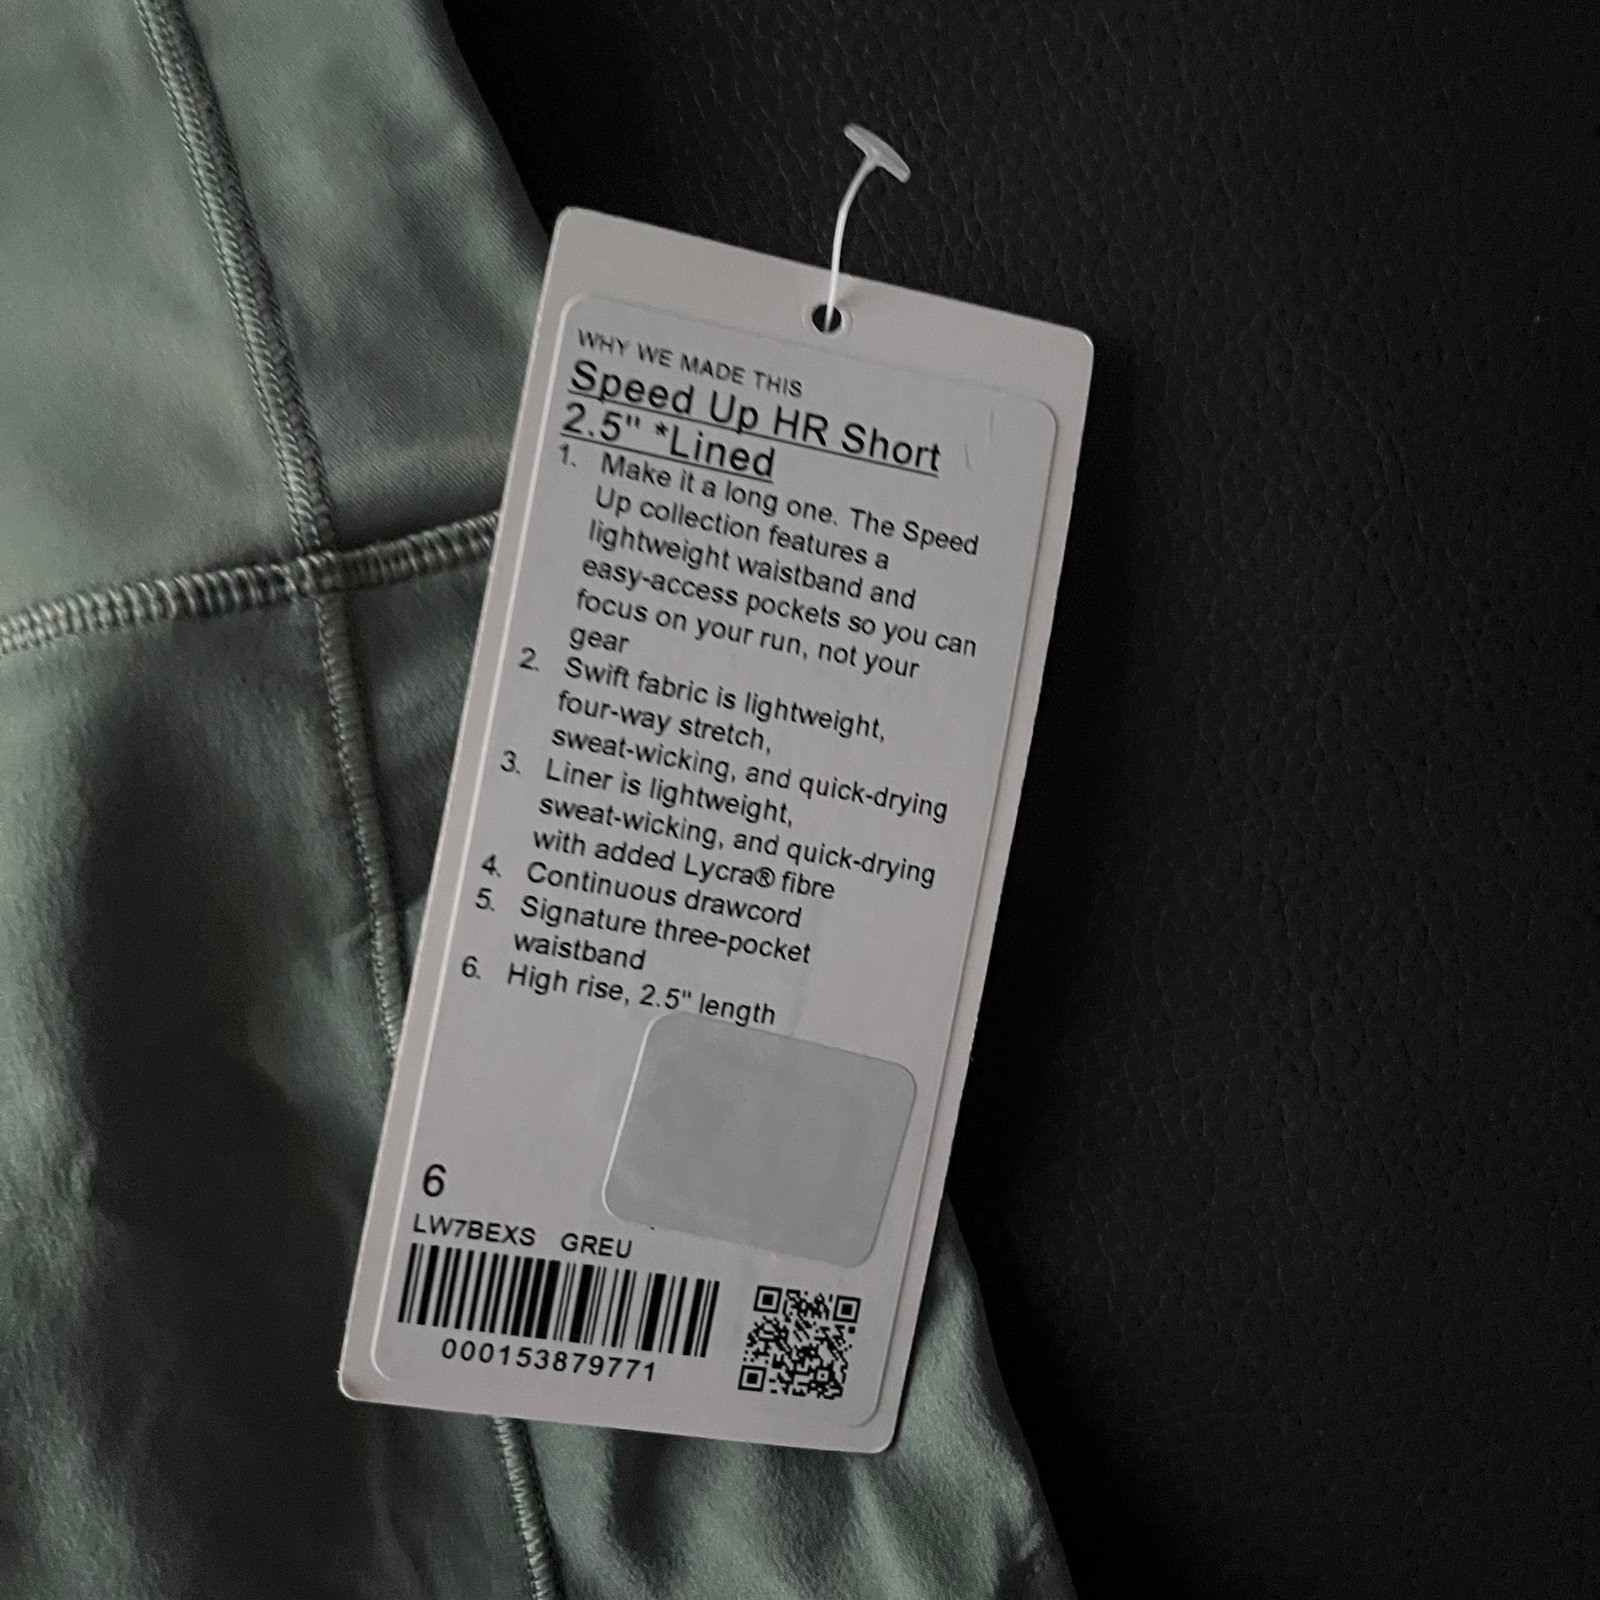 WHY WE MADE THIS
Speed Up HR Short
2.5" *Lined
1. Make it a long one. The Speed
Up collection features a
lightweight waistband and
easy-access pockets so you can
focus on your run, not your
gear
2. Swift fabric is lightweight,
four-way stretch,
sweat-wicking, and quick-drying
3. Liner is lightweight,
sweat-wicking, and quick-drying
with added Lycra® fibre
4. Continuous drawcord
5. Signature three-pocket
waistband
6. High rise, 2.5" length
6
LW7BEXS GREU
000153879771